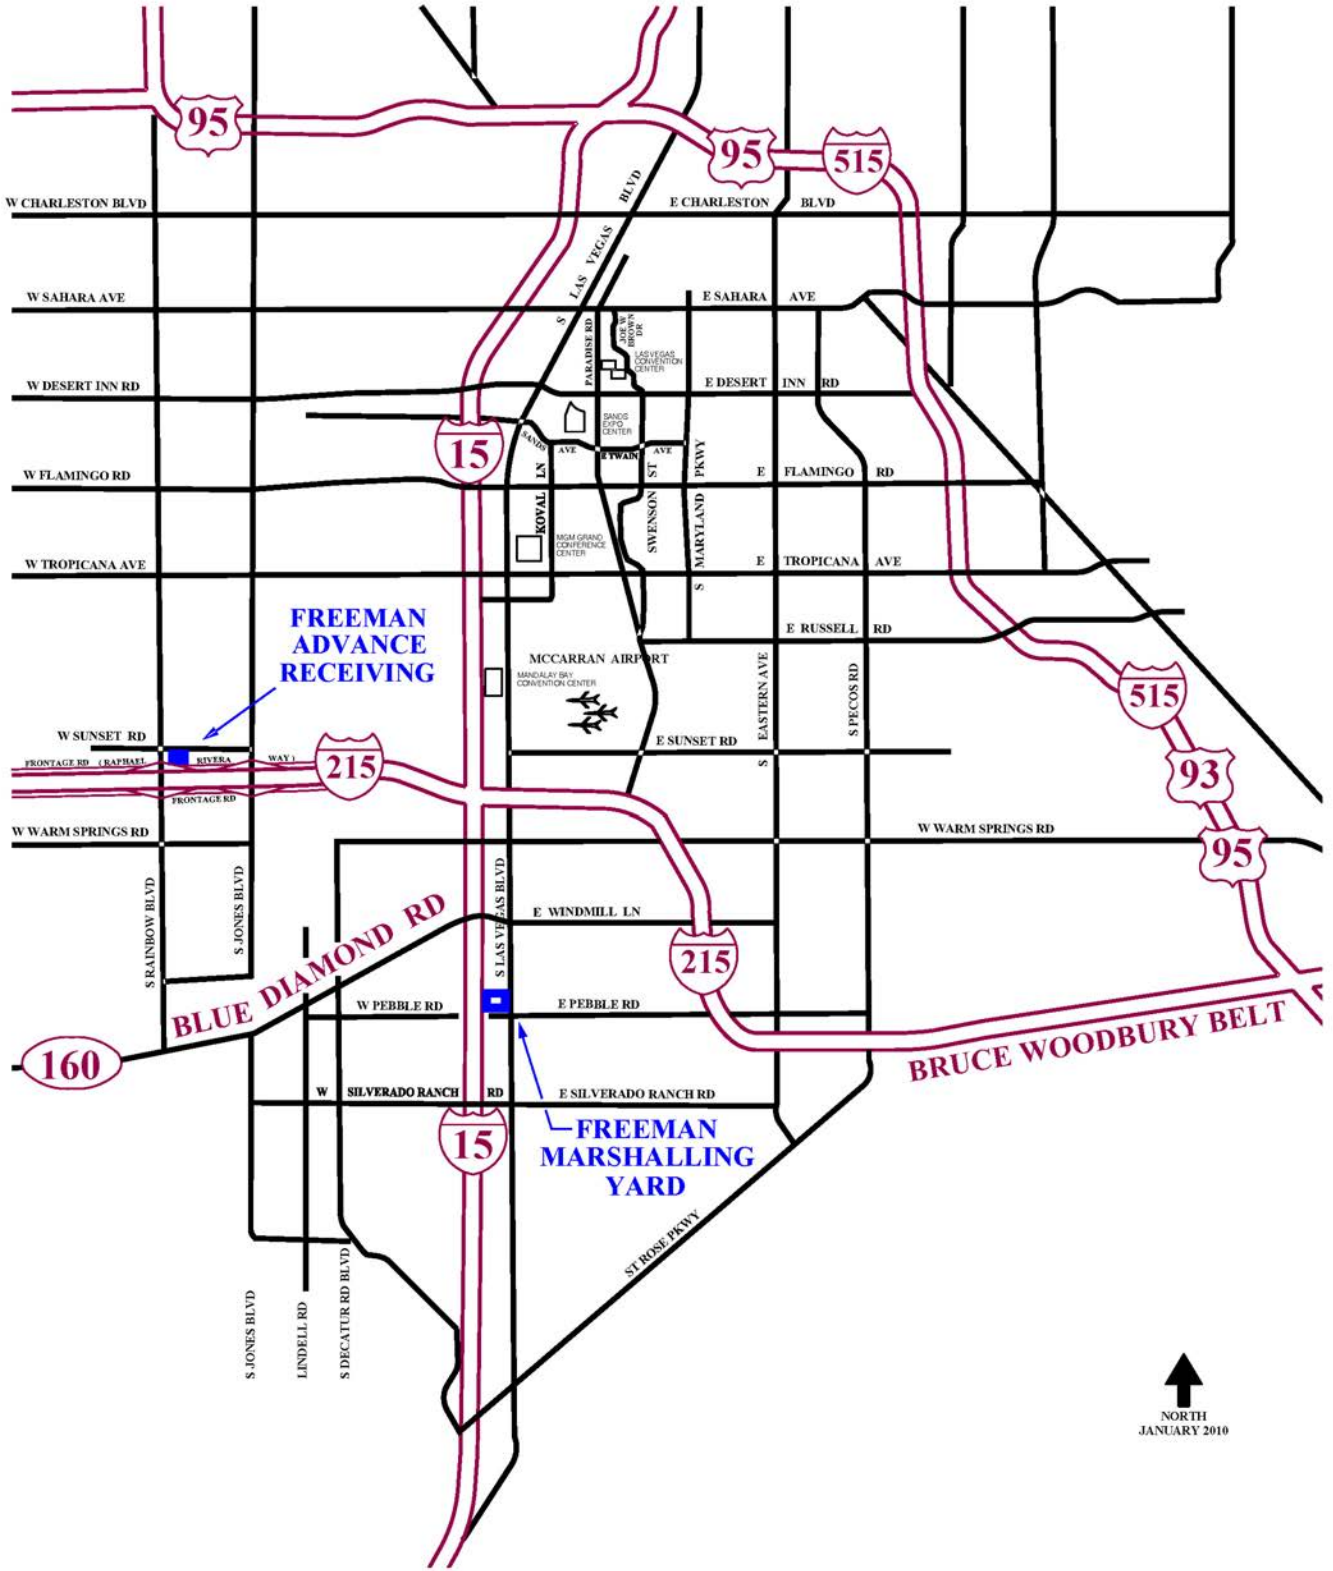 95
95
515
W CHARLESTON BLVD
E CHARLESTON BLVD
S LAS VEGAS BLVD
W SAHARA AVE
E SAHARA AVE
PARADISE RD
JOE W
BROWN
DR
LAS VEGAS
CONVENTION
CENTER
W DESERT INN RD
E DESERT INN RD
SANDS
EXPO
CENTER
15
SANDS AVE
E TWAIN AVE
W FLAMINGO RD
E FLAMINGO RD
KOVAL LN
SWENSON ST
S MARYLAND PKWY
MGM GRAND
CONFERENCE
CENTER
W TROPICANA AVE
E TROPICANA AVE
FREEMAN
ADVANCE
RECEIVING
E RUSSELL RD
MCCARRAN AIRPORT
MANDALAY BAY
CONVENTION CENTER
S EASTERN AVE
S PECOS RD
515
W SUNSET RD
E SUNSET RD
FRONTAGE RD (RAPHAEL RIVERA WAY)
215
93
FRONTAGE RD
W WARM SPRINGS RD
W WARM SPRINGS RD
95
S RAINBOW BLVD
S JONES BLVD
S LAS VEGAS BLVD
E WINDMILL LN
BLUE DIAMOND RD
215
W PEBBLE RD
E PEBBLE RD
160
BRUCE WOODBURY BELT
W SILVERADO RANCH RD
E SILVERADO RANCH RD
15
FREEMAN
MARSHALLING
YARD
ST ROSE PKWY
S JONES BLVD
LINDELL RD
S DECATUR RD BLVD
NORTH
JANUARY 2010